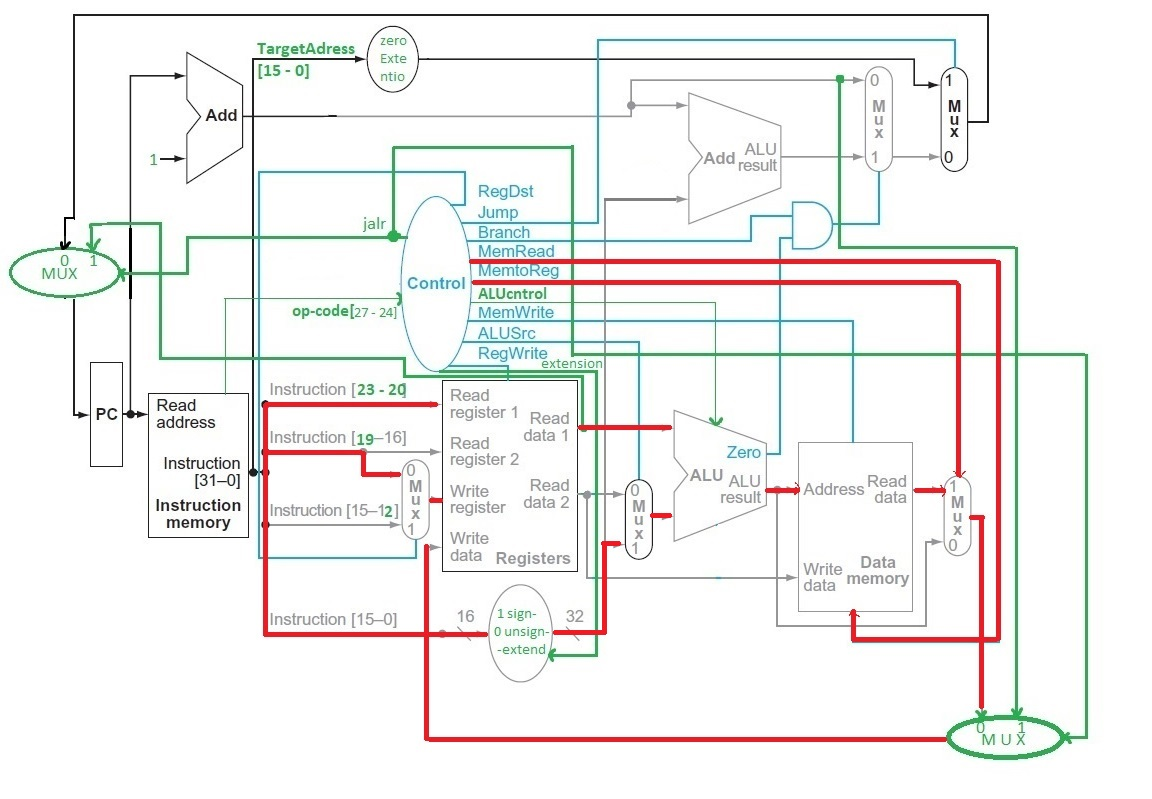 TargetAdress
[15 - 0]
zero
Exte
ntio
Add
1
0
M
u
x
1
1
M
u
x
0
Add
ALU
result
jalr
0 1
MUX
RegDst
Jump
Branch
MemRead
MemtoReg
ALUcntrol
MemWrite
ALUSrc
RegWrite
Control
op-code[27 - 24]
extension
PC
Read
address
Instruction
[31–0]
Instruction
memory
Instruction [23 - 20]
Instruction [19–16]
Instruction [15–12]
Instruction [15–0]
0
M
u
x
1
Read
register 1
Read
register 2
Write
register
Write
data
Read
data 1
Read
data 2
Registers
16
1 sign-
0 unsign-
-extend
32
0
M
u
x
1
Zero
ALU
ALU
result
Address
Read
data
Write
data
Data
memory
1
M
u
x
0
0 1
M U X